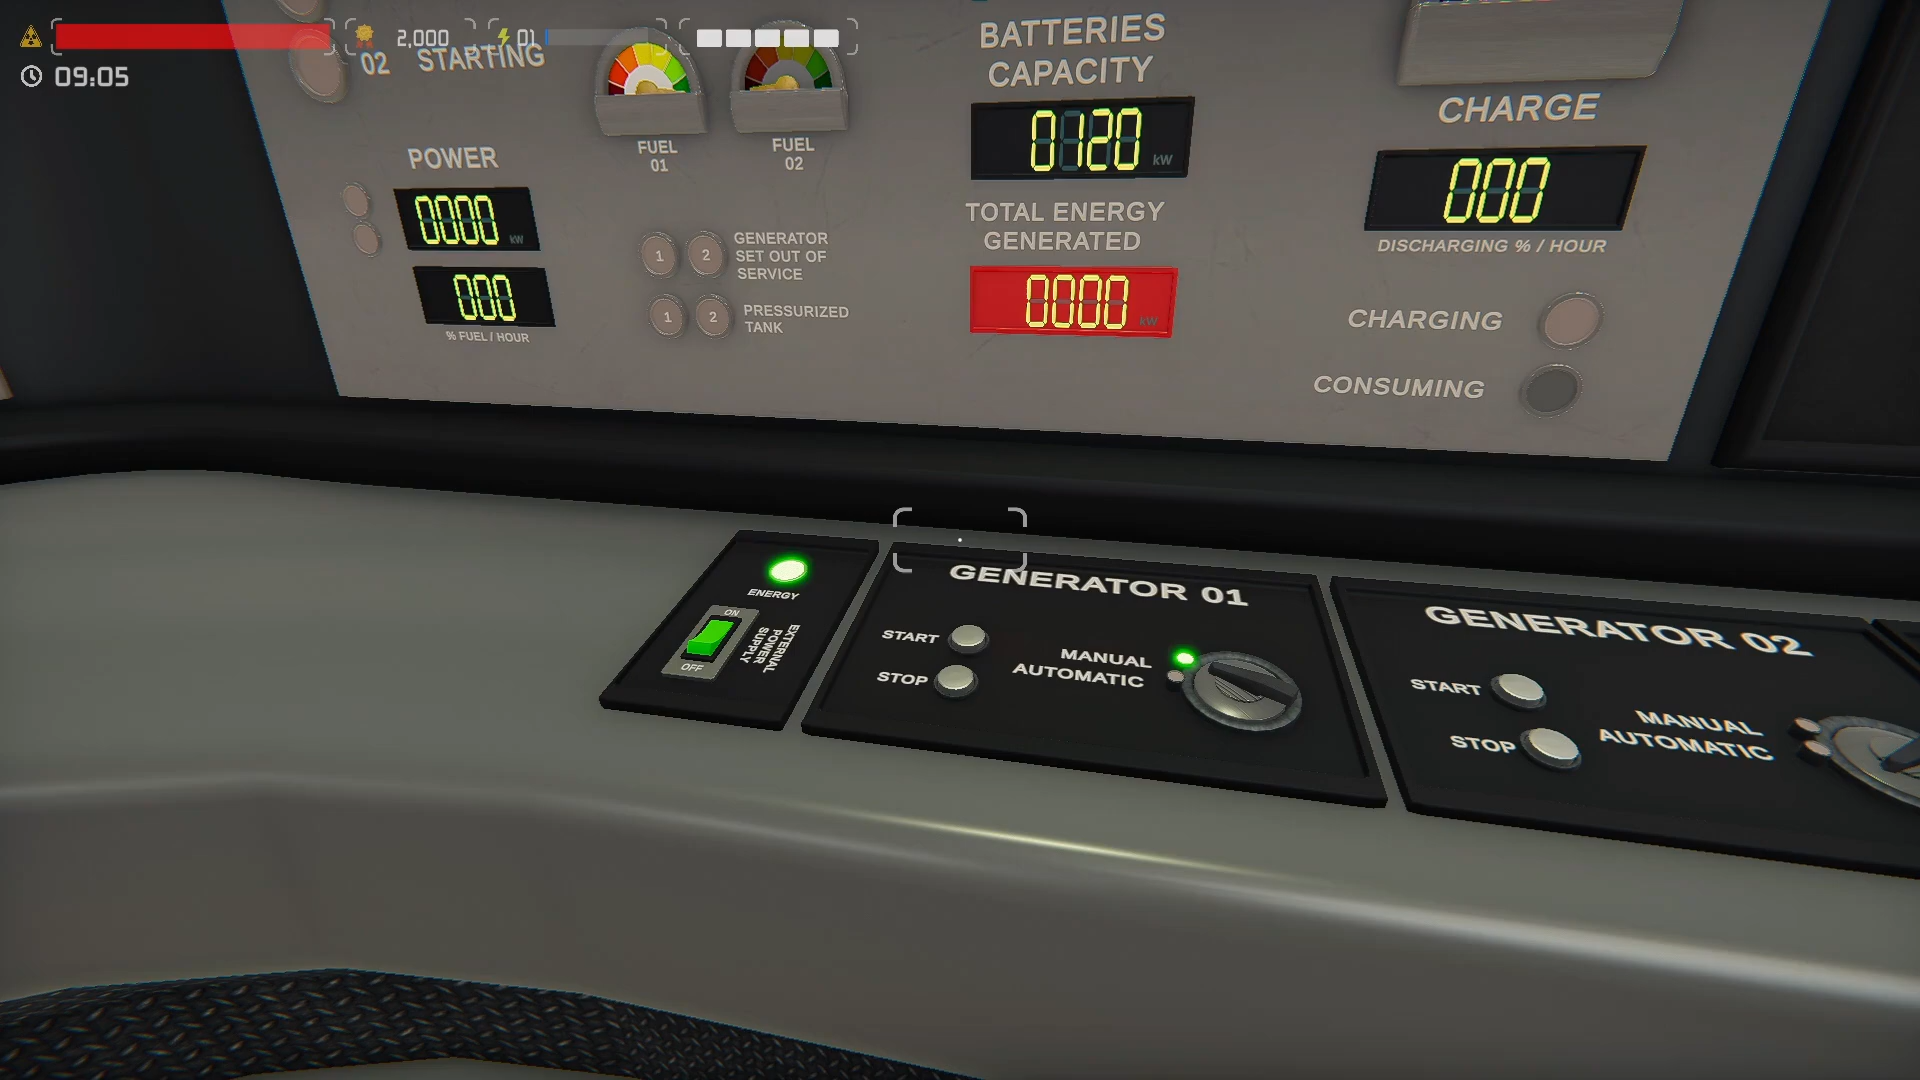 2,000
01
09:05
02 STARTING
FUEL
01
FUEL
02
POWER
0000 kW
000
% FUEL / HOUR
1 2 GENERATOR
SET OUT OF
SERVICE
1 2 PRESSURIZED
TANK
BATTERIES
CAPACITY
0120 kW
TOTAL ENERGY
GENERATED
0000 kW
CHARGE
000
DISCHARGING % / HOUR
CHARGING
CONSUMING
ENERGY
ON
OFF
EXTERNAL
POWER
SUPPLY
GENERATOR 01
START
STOP
MANUAL
AUTOMATIC
GENERATOR 02
START
STOP
MANUAL
AUTOMATIC